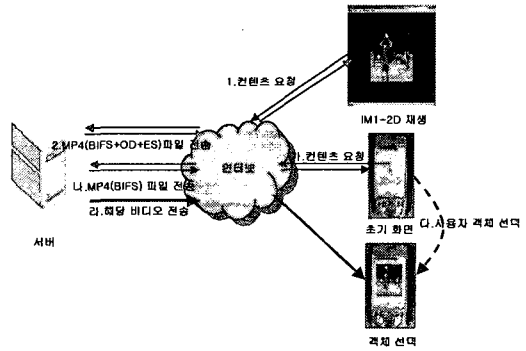 1.컨텐츠 요청
IM1-2D 재생
2.MP4(BIFS+OD+ES)파일 전송
인터넷
가.컨텐츠 요청
나.MP4(BIFS) 파일 전송
라.해당 비디오 전송
서버
초기 화면
다.사용자 객체 선택
객체 선택